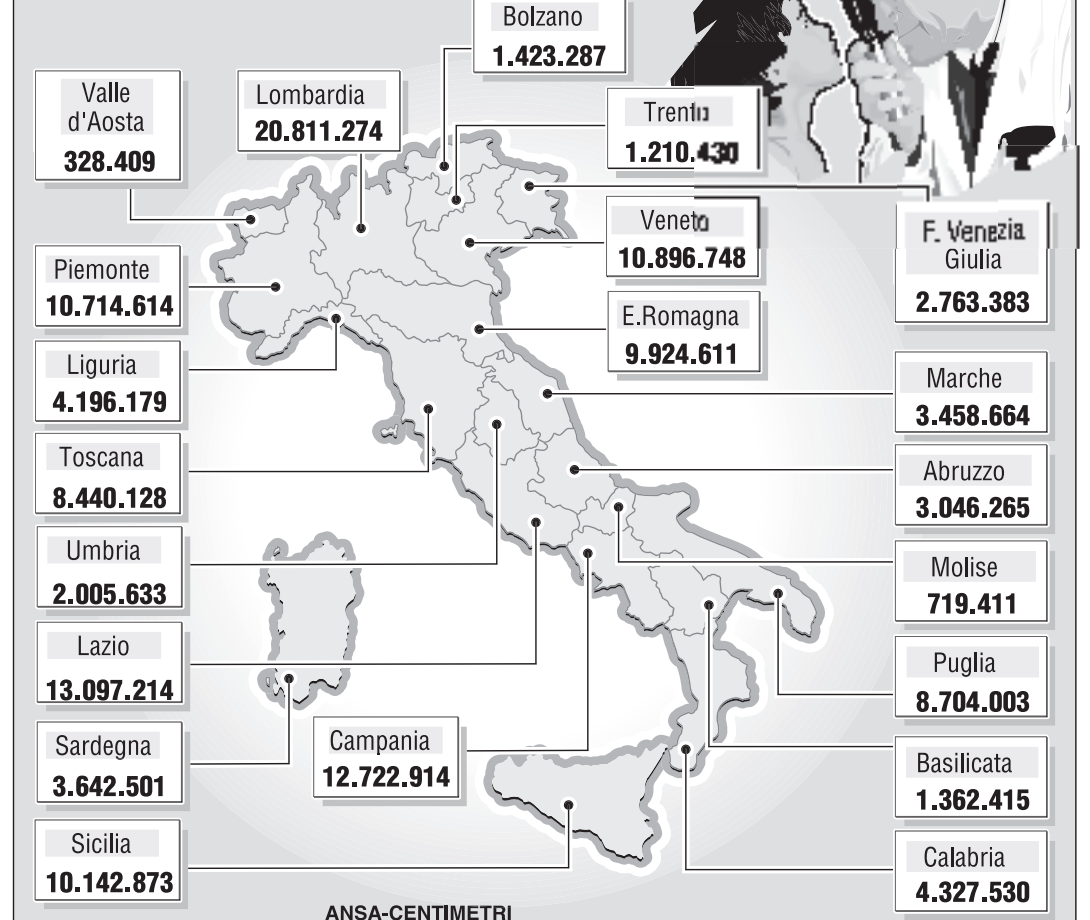 Bolzano
1.423.287
Valle
d'Aosta
328.409
Lombardia
20.811.274
Trento
1.210.430
Piemonte
10.714.614
Veneto
10.896.748
F. Venezia
Giulia
2.763.383
E.Romagna
9.924.611
Liguria
4.196.179
Marche
3.458.664
Toscana
8.440.128
Abruzzo
3.046.265
Umbria
2.005.633
Molise
719.411
Lazio
13.097.214
Puglia
8.704.003
Sardegna
3.642.501
Campania
12.722.914
Basilicata
1.362.415
Sicilia
10.142.873
Calabria
4.327.530
ANSA-CENTIMETRI